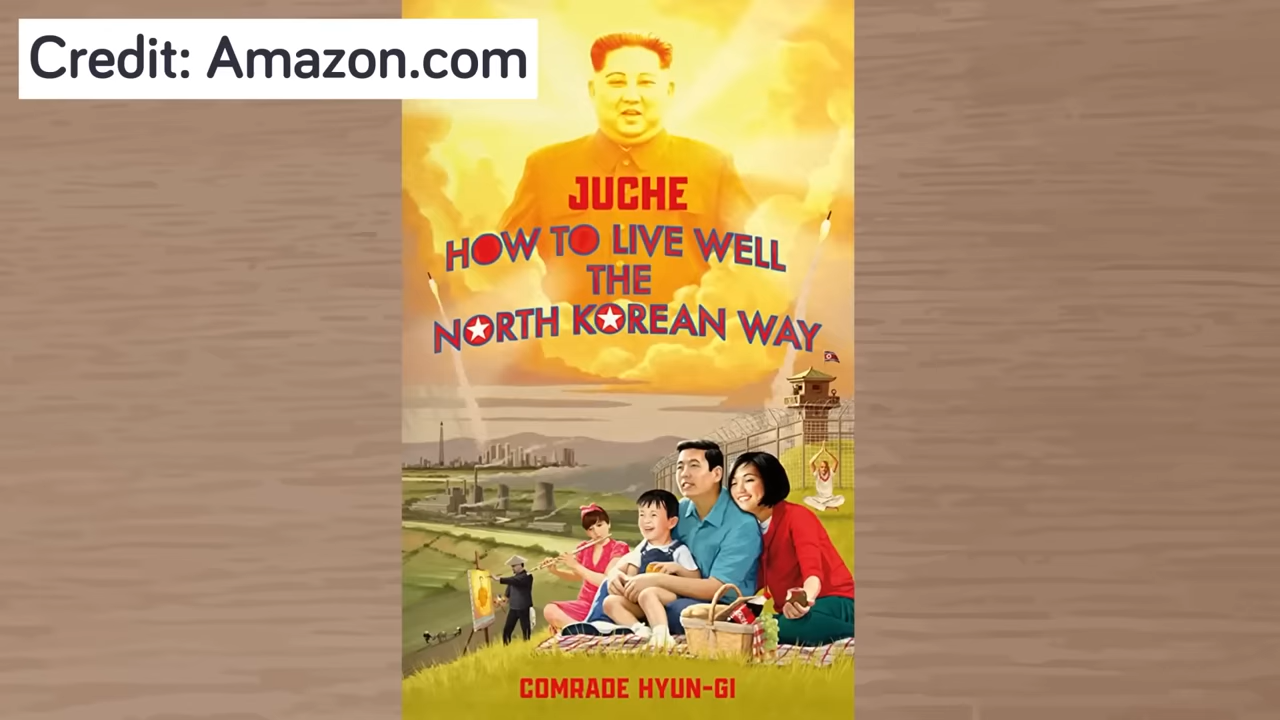 Credit: Amazon.com
JUCHE
HOW TO LIVE WELL
THE
NORTH KOREAN WAY
COMRADE HYUN-GI